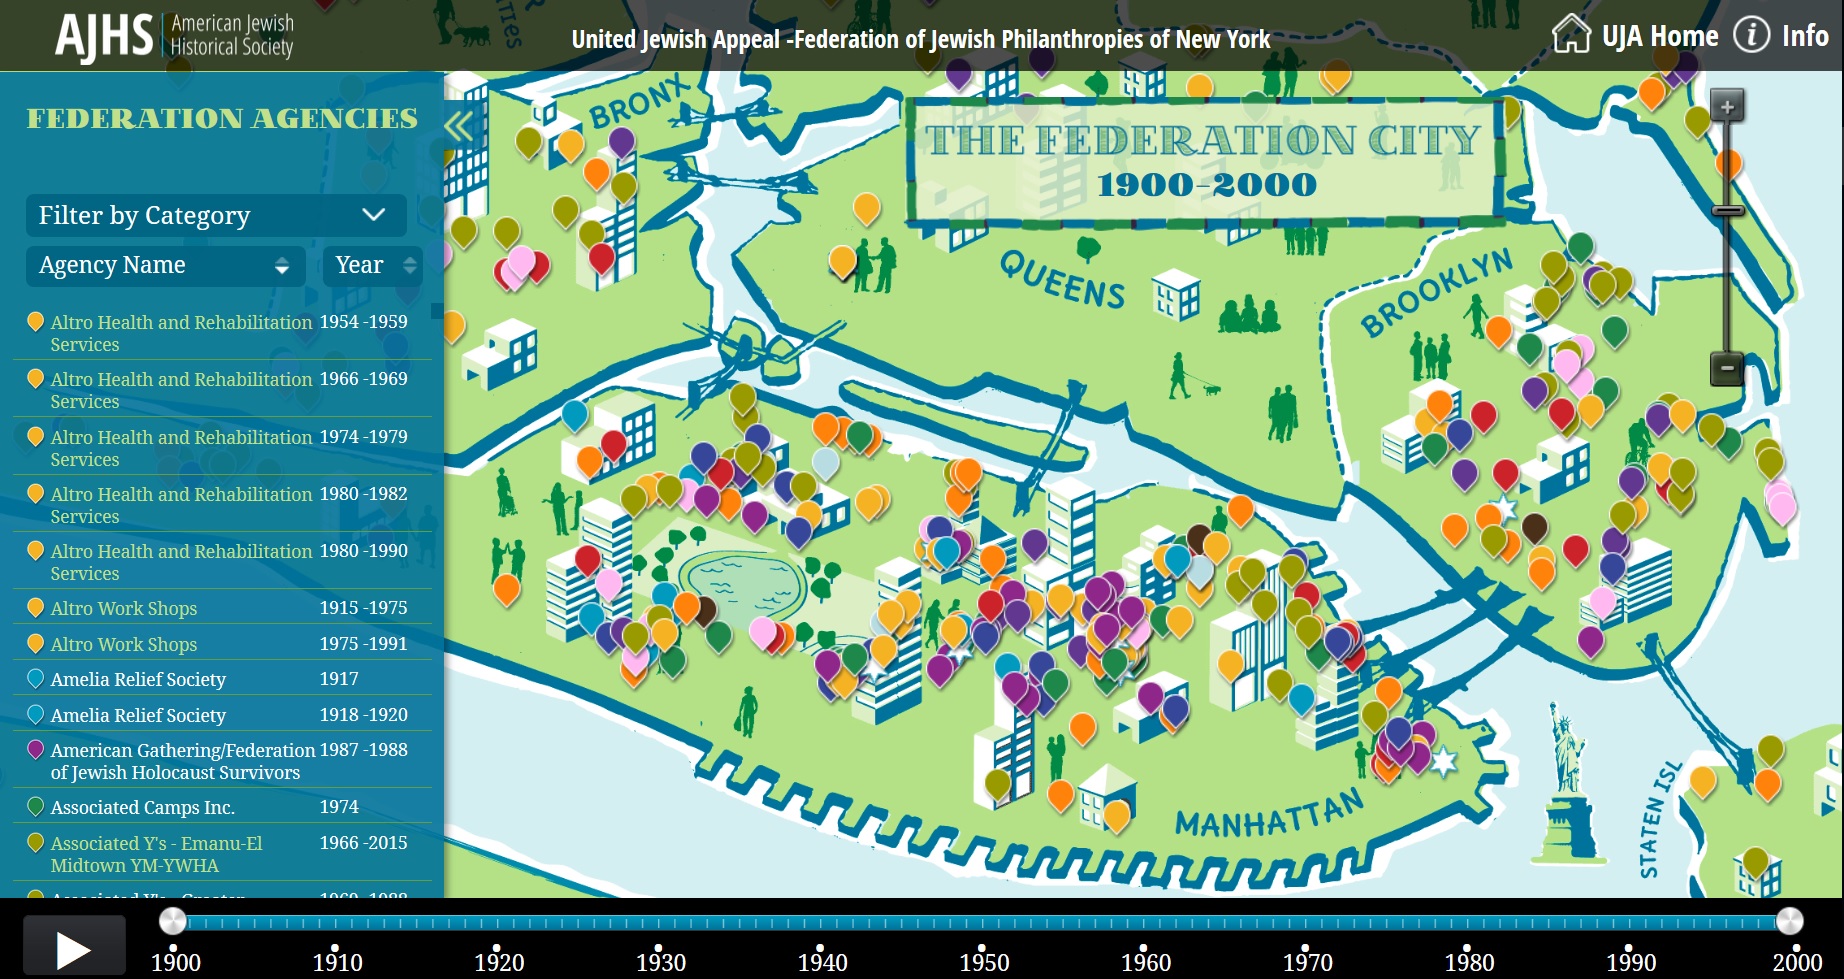 AJHS
American Jewish
Historical Society
United Jewish Appeal -Federation of Jewish Philanthropies of New York
UJA Home
i
Info
FEDERATION AGENCIES
Filter by Category
Agency Name
Year
Altro Health and Rehabilitation 1954 -1959
Services
Altro Health and Rehabilitation 1966 -1969
Services
Altro Health and Rehabilitation 1974 -1979
Services
Altro Health and Rehabilitation 1980 -1982
Services
Altro Health and Rehabilitation 1980 -1990
Services
Altro Work Shops 1915 -1975
Altro Work Shops 1975 -1991
Amelia Relief Society 1917
Amelia Relief Society 1918 -1920
American Gathering/Federation 1987 -1988
of Jewish Holocaust Survivors
Associated Camps Inc. 1974
Associated Y's - Emanu-El 1966 -2015
Midtown YM-YWHA
THE FEDERATION CITY
1900-2000
BRONX
QUEENS
BROOKLYN
MANHATTAN
STATEN ISL
1900 1910 1920 1930 1940 1950 1960 1970 1980 1990 2000